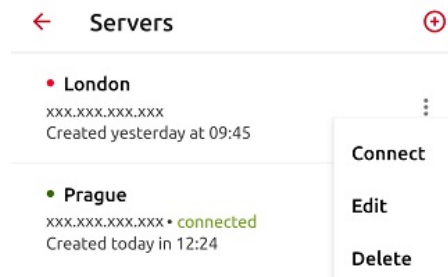 Servers
London
xxx.xxx.xxx.xxx
Created yesterday at 09:45
Connect
Edit
Delete
Prague
xxx.xxx.xxx.xxx • connected
Created today in 12:24